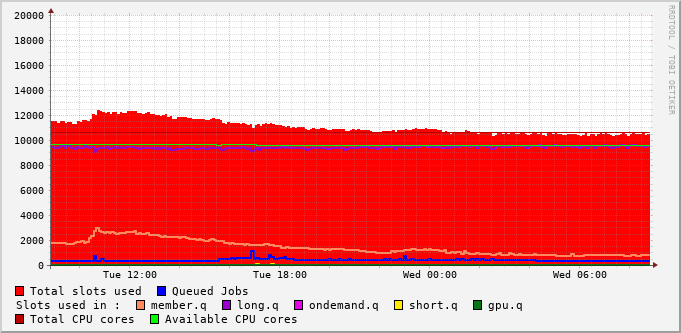 20000
18000
16000
14000
12000
10000
8000
6000
4000
2000
0
Tue 12:00 Tue 18:00 Wed 00:00 Wed 06:00
RRDTOOL / TOBI OETIKER
Total slots used Queued Jobs
Slots used in : member.q long.q ondemand.q short.q gpu.q
Total CPU cores Available CPU cores